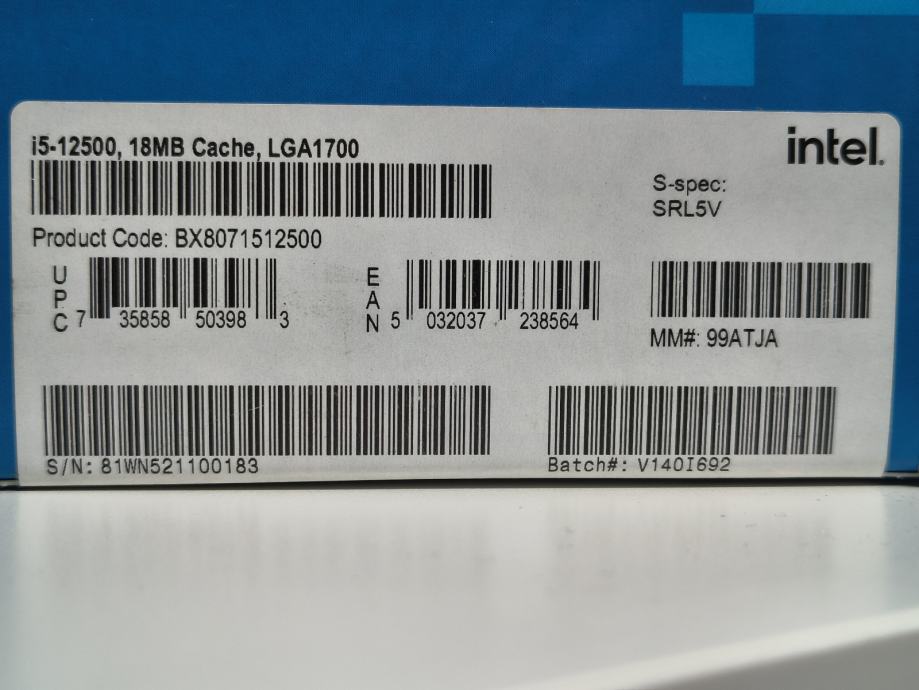 i5-12500, 18MB Cache, LGA1700
intel.
S-spec:
SRL5V
Product Code: BX8071512500
UPC 7 35858 50398 3
EAN 5 032037 238564
MM#: 99ATJA
S/N: 81WN521100183
Batch#: V140I692